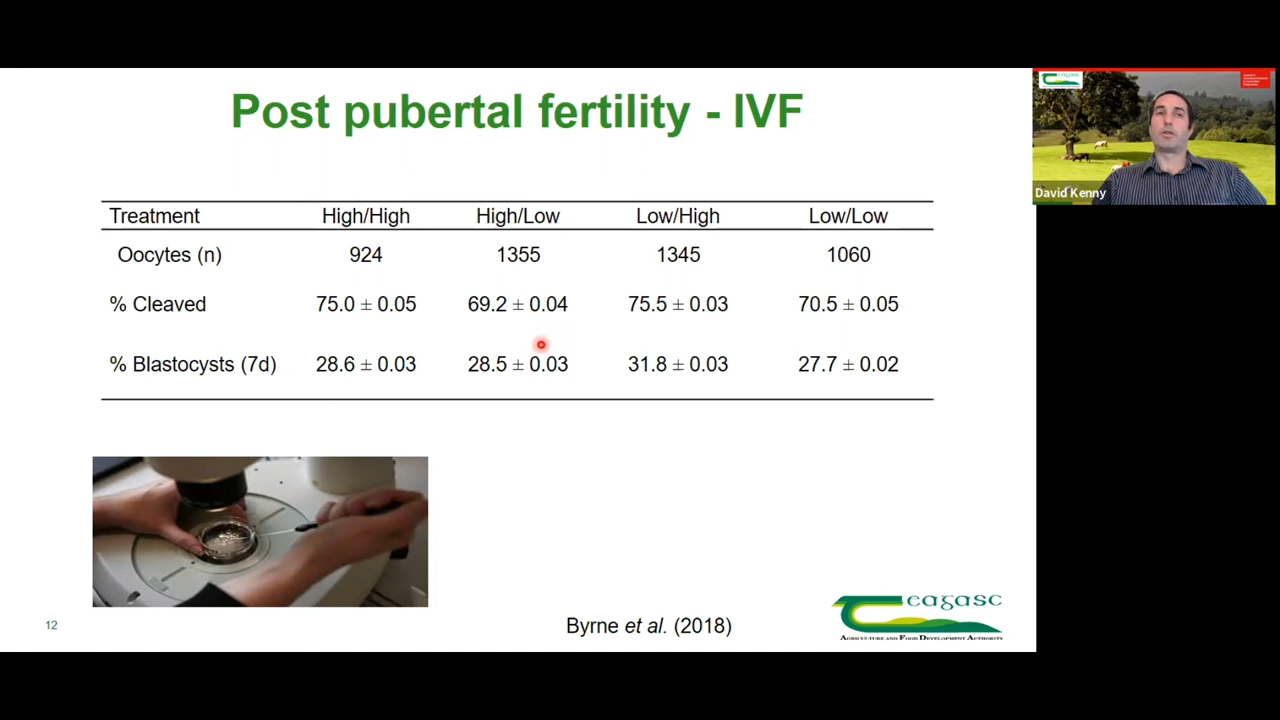 Post pubertal fertility - IVF
Treatment High/High High/Low Low/High Low/Low
Oocytes (n) 924 1355 1345 1060
% Cleaved 75.0 ± 0.05 69.2 ± 0.04 75.5 ± 0.03 70.5 ± 0.05
% Blastocysts (7d) 28.6 ± 0.03 28.5 ± 0.03 31.8 ± 0.03 27.7 ± 0.02
12
Byrne et al. (2018)
teagasc
AGRICULTURE AND FOOD DEVELOPMENT AUTHORITY
teagasc
David Kenny